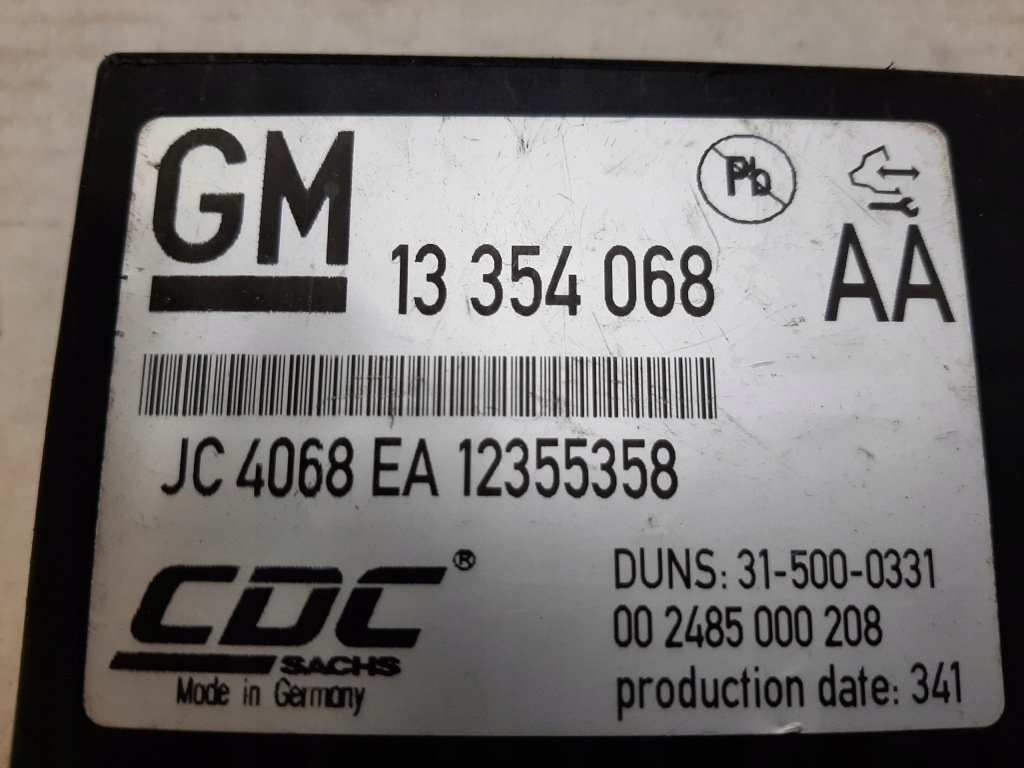 GM
Pb
13 354 068
AA
JC 4068 EA 12355358
CDC®
SACHS
Made in Germany
DUNS: 31-500-0331
00 2485 000 208
production date: 341